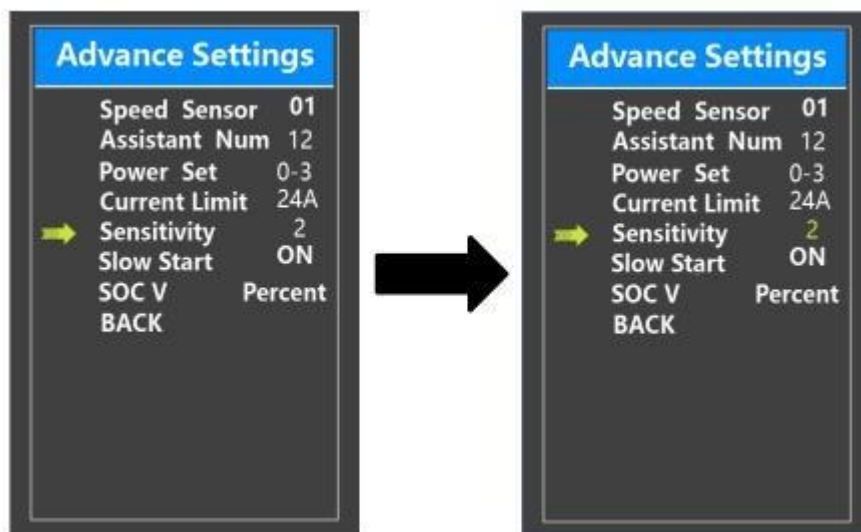 Advance Settings
Speed Sensor 01
Assistant Num 12
Power Set 0-3
Current Limit 24A
Sensitivity 2
Slow Start ON
SOC V Percent
BACK
Advance Settings
Speed Sensor 01
Assistant Num 12
Power Set 0-3
Current Limit 24A
Sensitivity 2
Slow Start ON
SOC V Percent
BACK